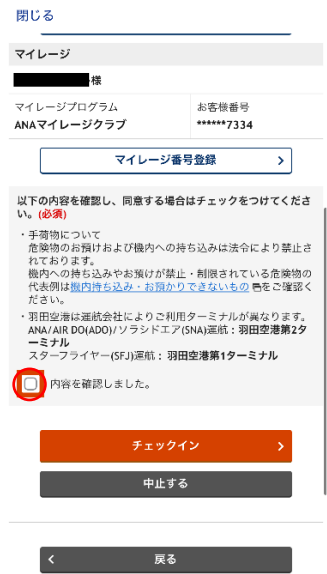 閉じる
マイレージ
様
マイレージプログラム
ANAマイレージクラブ
お客様番号
******7334
マイレージ番号登録
以下の内容を確認し、同意する場合はチェックをつけてくださ
い。(必須)
・手荷物について
危険物のお預けおよび機内への持ち込みは法令により禁止さ
れております。
機内への持ち込みやお預けが禁止・制限されている危険物の
代表例は機内持ち込み・お預かりできないものをご確認く
ださい。
・羽田空港は運航会社によりご利用ターミナルが異なります。
ANA/AIR DO(ADO)/ソラシドエア(SNA)運航：羽田空港第2タ
ーミナル
スターフライヤー(SFJ)運航：羽田空港第1ターミナル
内容を確認しました。
チェックイン
中止する
戻る